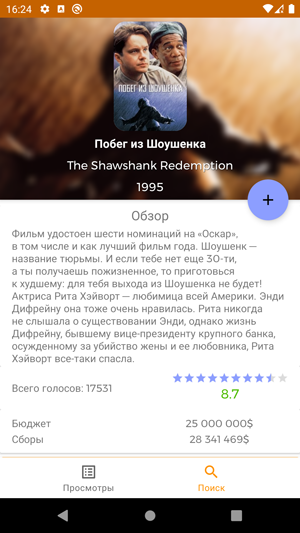 16:24
ПОБЕГ ИЗ ШОУШЕНКА
Побег из Шоушенка
The Shawshank Redemption
1995
+
Обзор
Фильм удостоен шести номинаций на «Оскар»,
в том числе и как лучший фильм года. Шоушенк —
название тюрьмы. И если тебе нет еще 30-ти,
а ты получаешь пожизненное, то приготовься
к худшему: для тебя выхода из Шоушенка не будет!
Актриса Рита Хэйворт — любимица всей Америки. Энди
Дифрейну она тоже очень нравилась. Рита никогда
не слышала о существовании Энди, однако жизнь
Дифрейну, бывшему вице-президенту крупного банка,
осужденному за убийство жены и ее любовника, Рита
Хэйворт все-таки спасла.
Всего голосов: 17531
8.7
Бюджет 25 000 000$
Сборы 28 341 469$
Просмотры Поиск